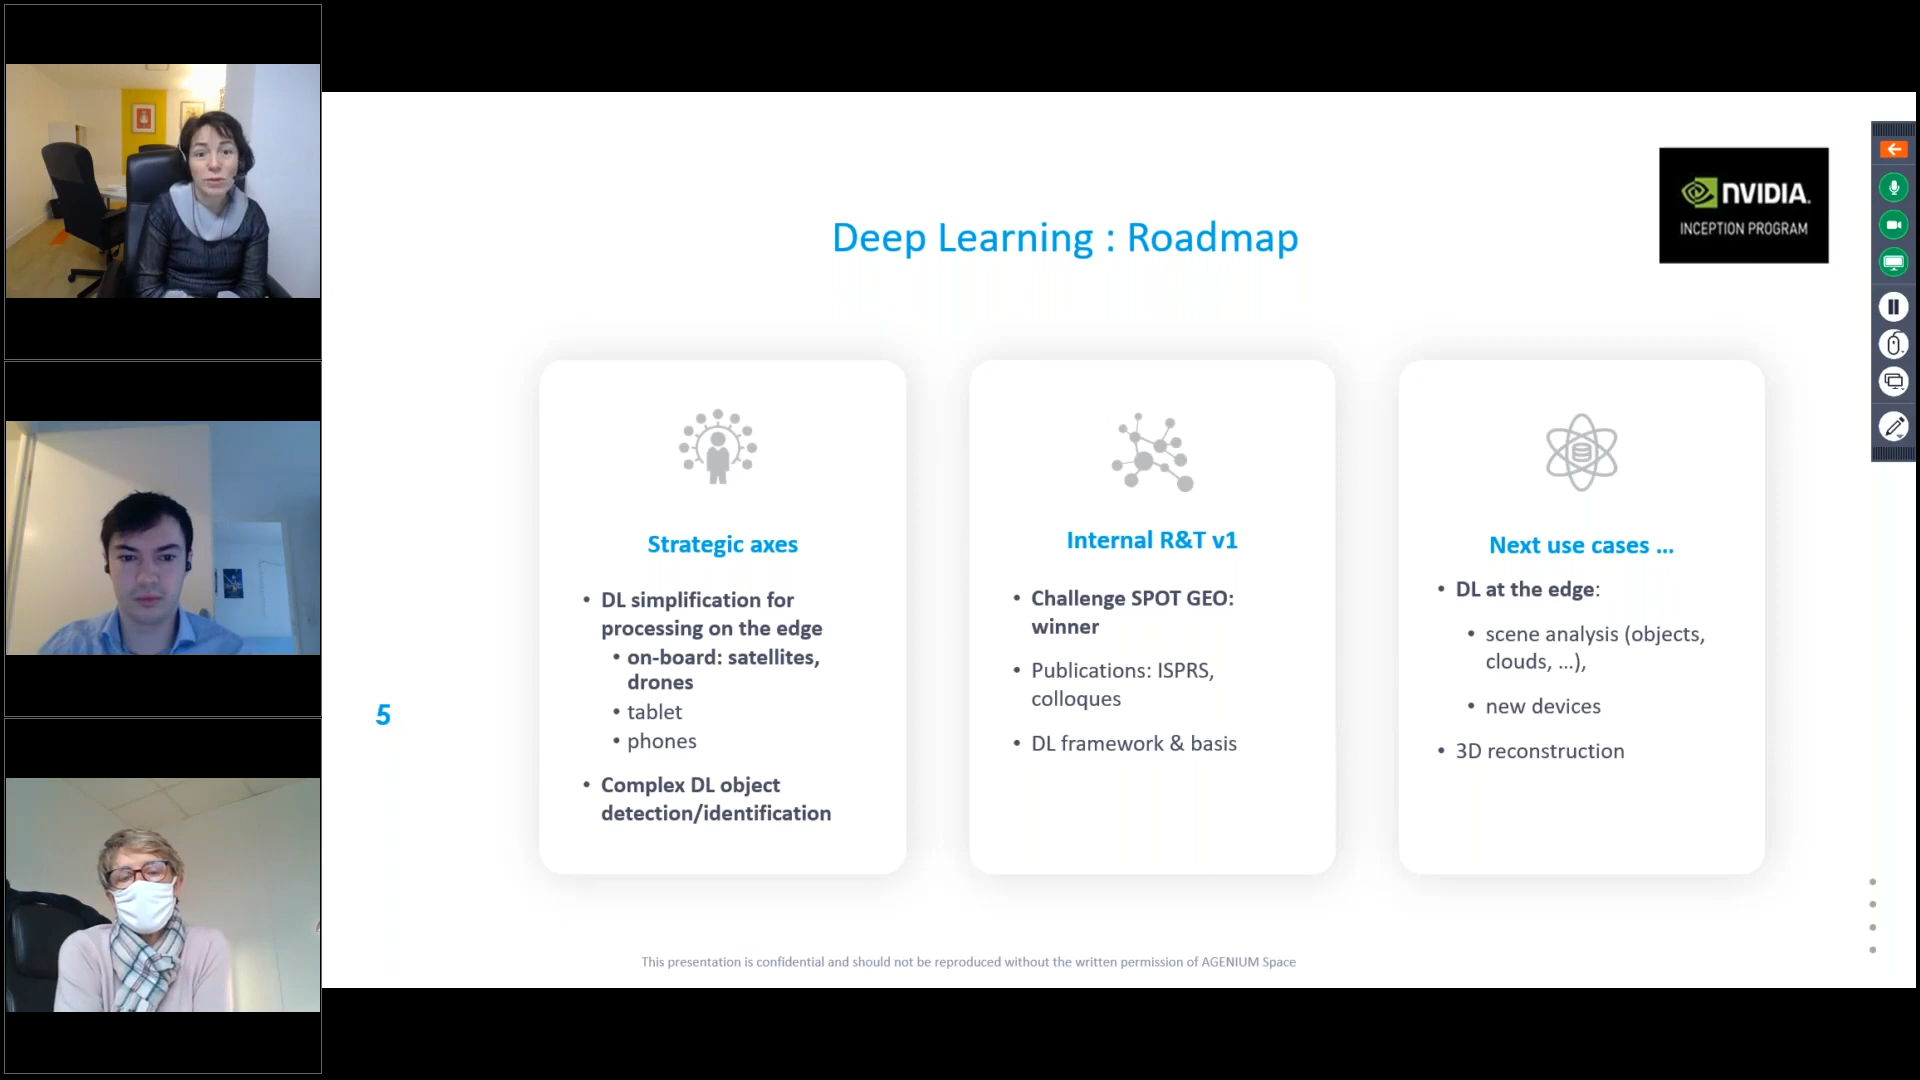 NVIDIA.
INCEPTION PROGRAM
Deep Learning : Roadmap
Strategic axes
• DL simplification for
processing on the edge
• on-board: satellites,
drones
• tablet
• phones
• Complex DL object
detection/identification
Internal R&T v1
• Challenge SPOT GEO:
winner
• Publications: ISPRS,
colloques
• DL framework & basis
Next use cases ...
• DL at the edge:
• scene analysis (objects,
clouds, ...),
• new devices
• 3D reconstruction
5
This presentation is confidential and should not be reproduced without the written permission of AGENIUM Space